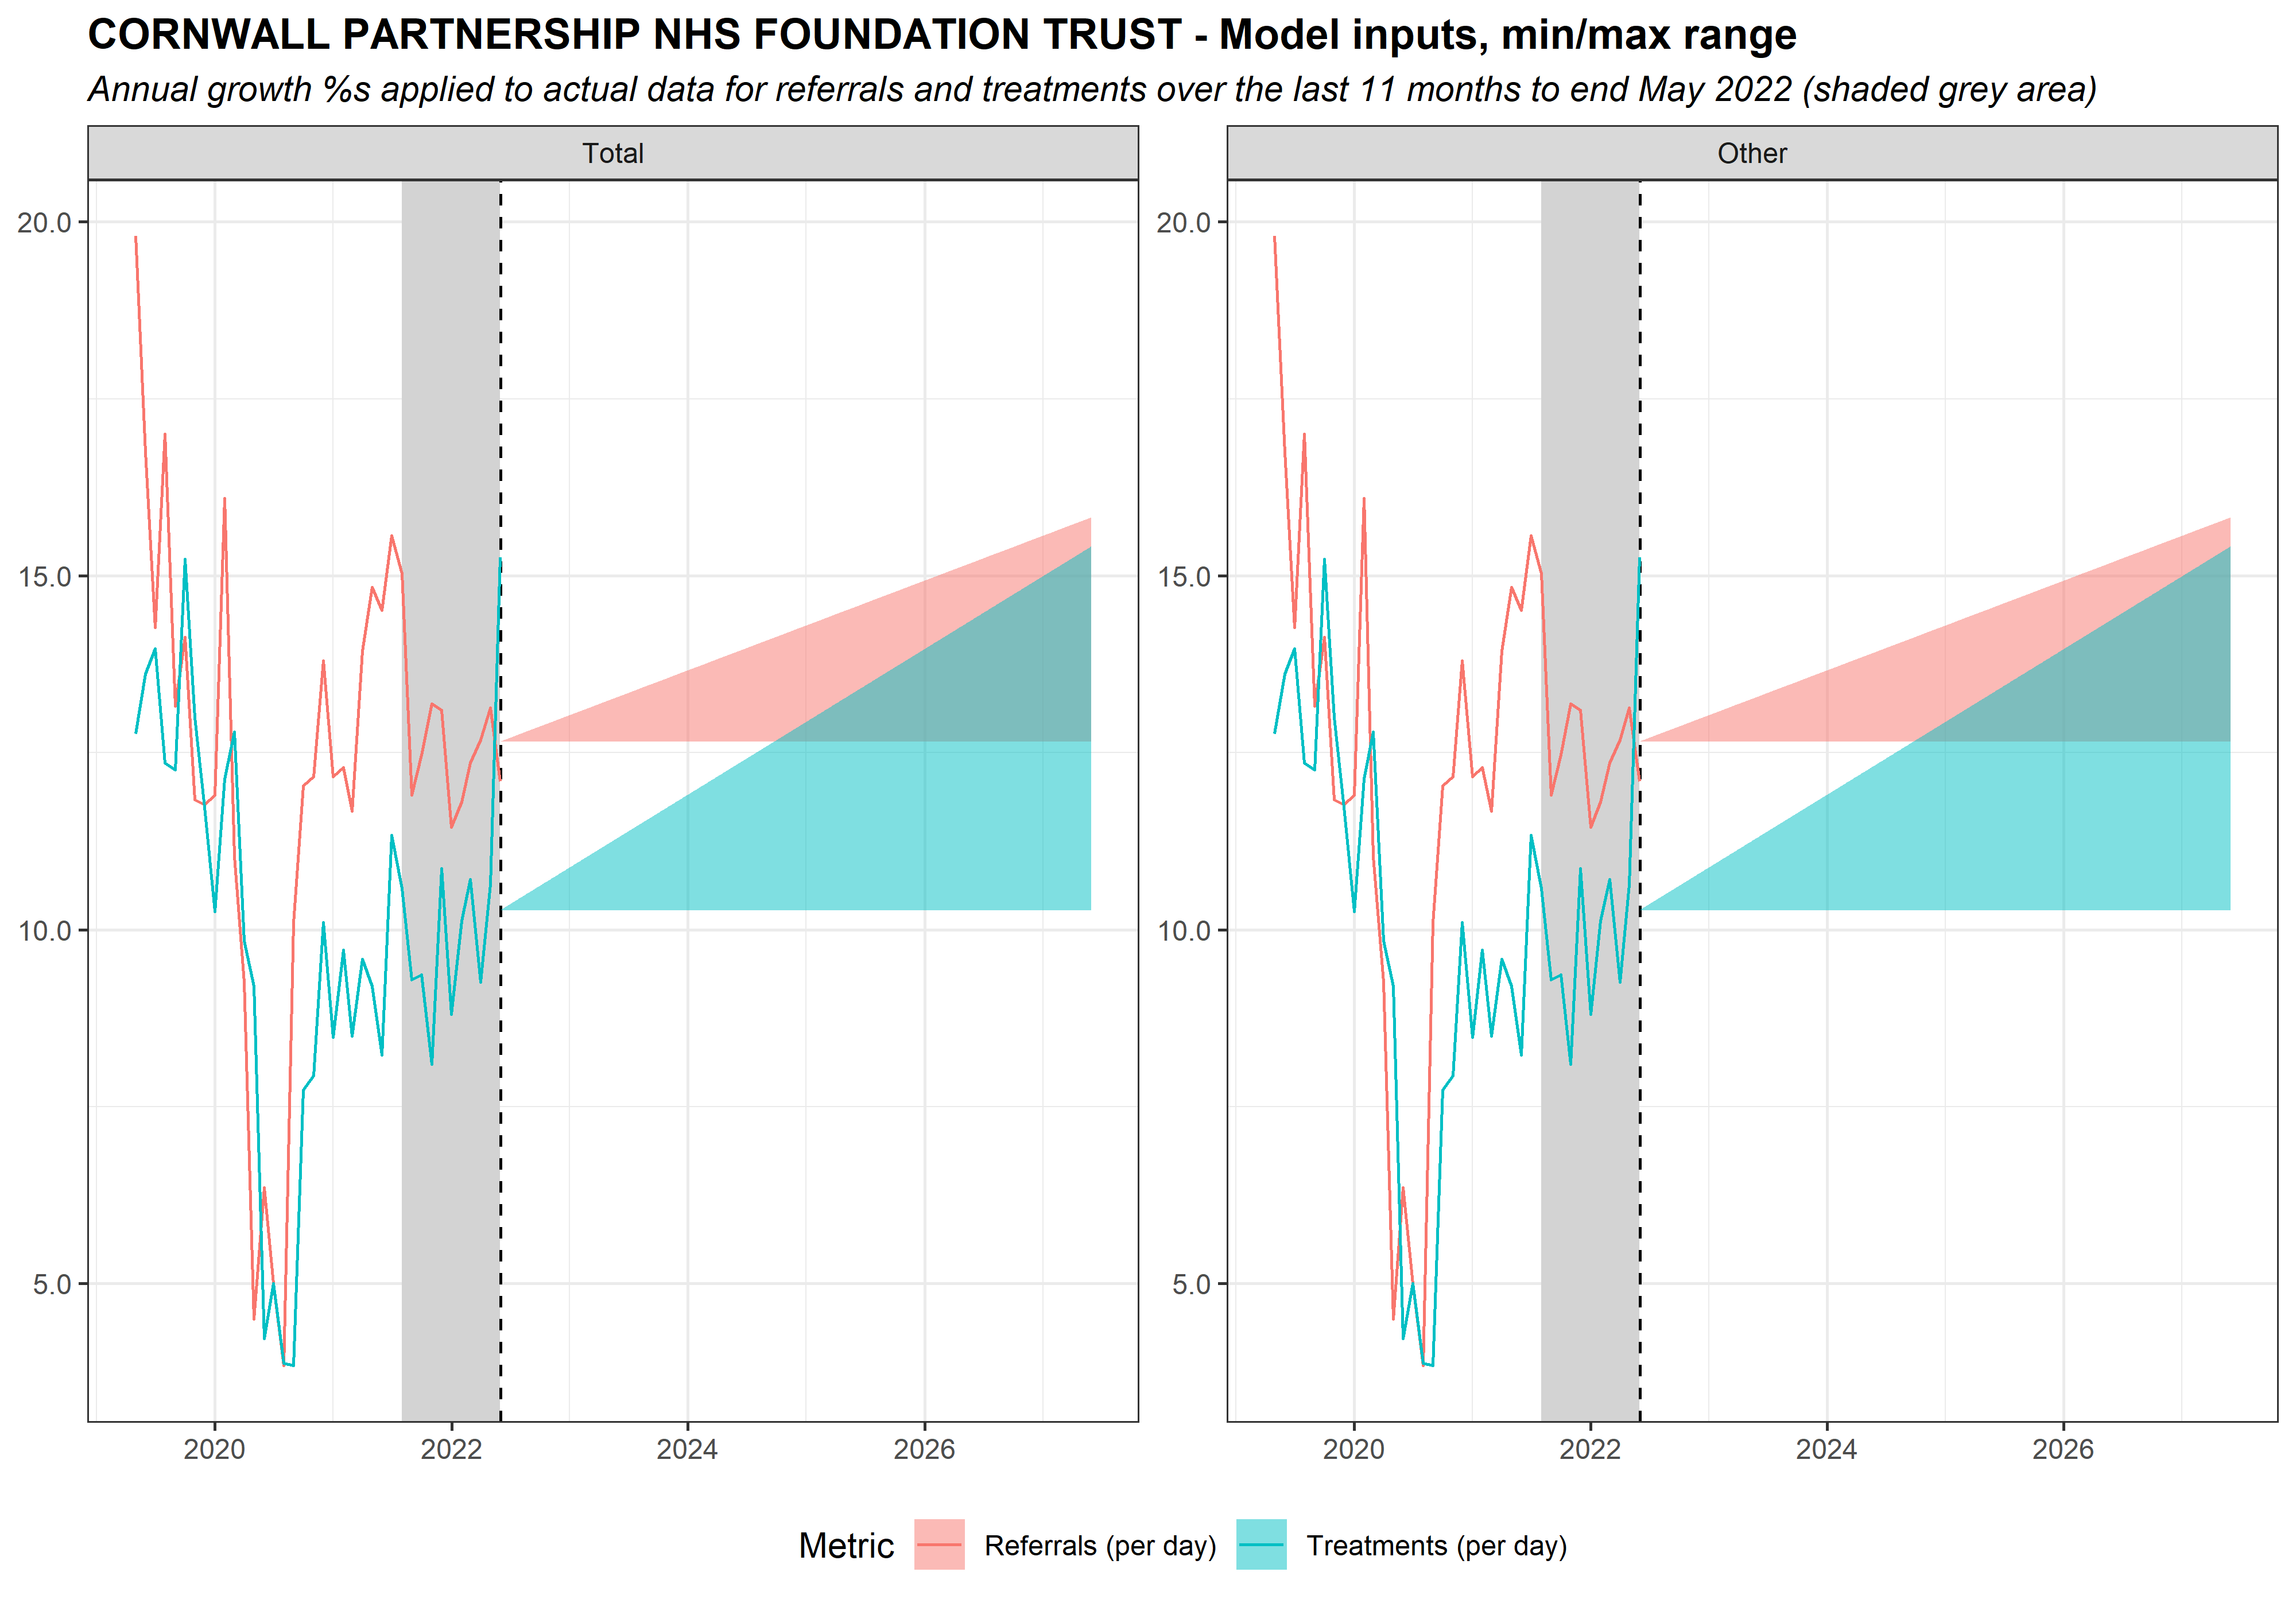 CORNWALL PARTNERSHIP NHS FOUNDATION TRUST - Model inputs, min/max range
Annual growth %s applied to actual data for referrals and treatments over the last 11 months to end May 2022 (shaded grey area)
Total
Other
20.0
15.0
10.0
5.0
20.0
15.0
10.0
5.0
2020 2022 2024 2026
2020 2022 2024 2026
Metric Referrals (per day) Treatments (per day)